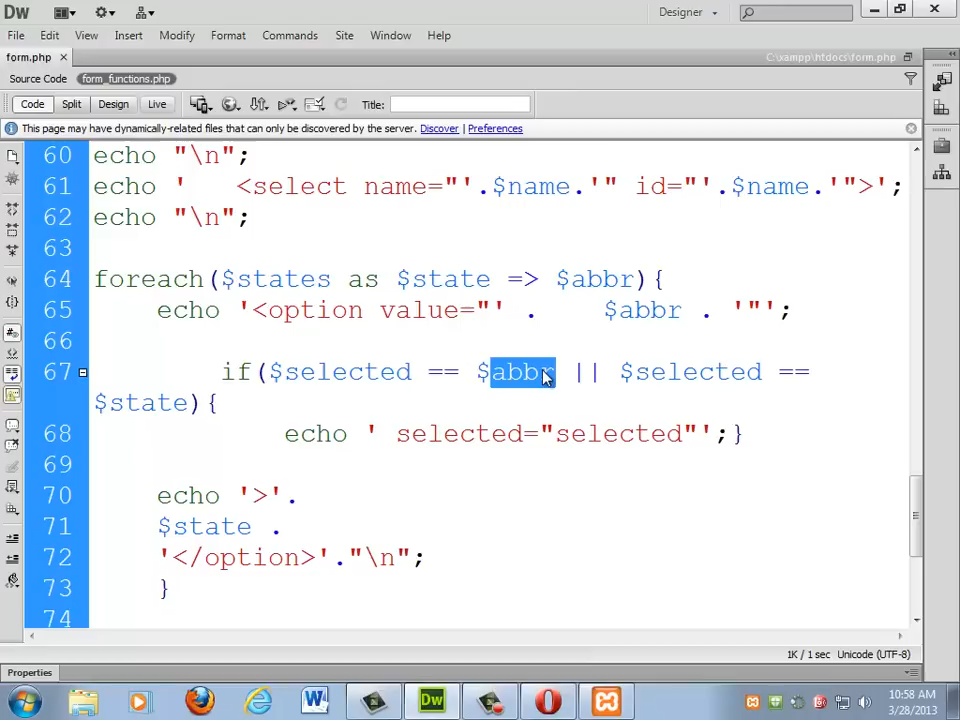 Dw
Designer
File Edit View Insert Modify Format Commands Site Window Help
form.php × C:\xampp\htdocs\form.php
Source Code form_functions.php
Code Split Design Live Title:
This page may have dynamically-related files that can only be discovered by the server. Discover | Preferences
60 echo "\n";
61 echo '   <select name="'.$name.'" id="'.$name.'">';
62 echo "\n";
63
64 foreach($states as $state => $abbr){
65     echo '<option value="' .    $abbr . '"';
66
67         if($selected == $abbr || $selected ==
$state){
68             echo ' selected="selected"';}
69
70     echo '>'.
71     $state .
72     '</option>'."\n";
73     }
74
1K / 1 sec Unicode (UTF-8)
Properties
W Dw
10:58 AM
3/28/2013